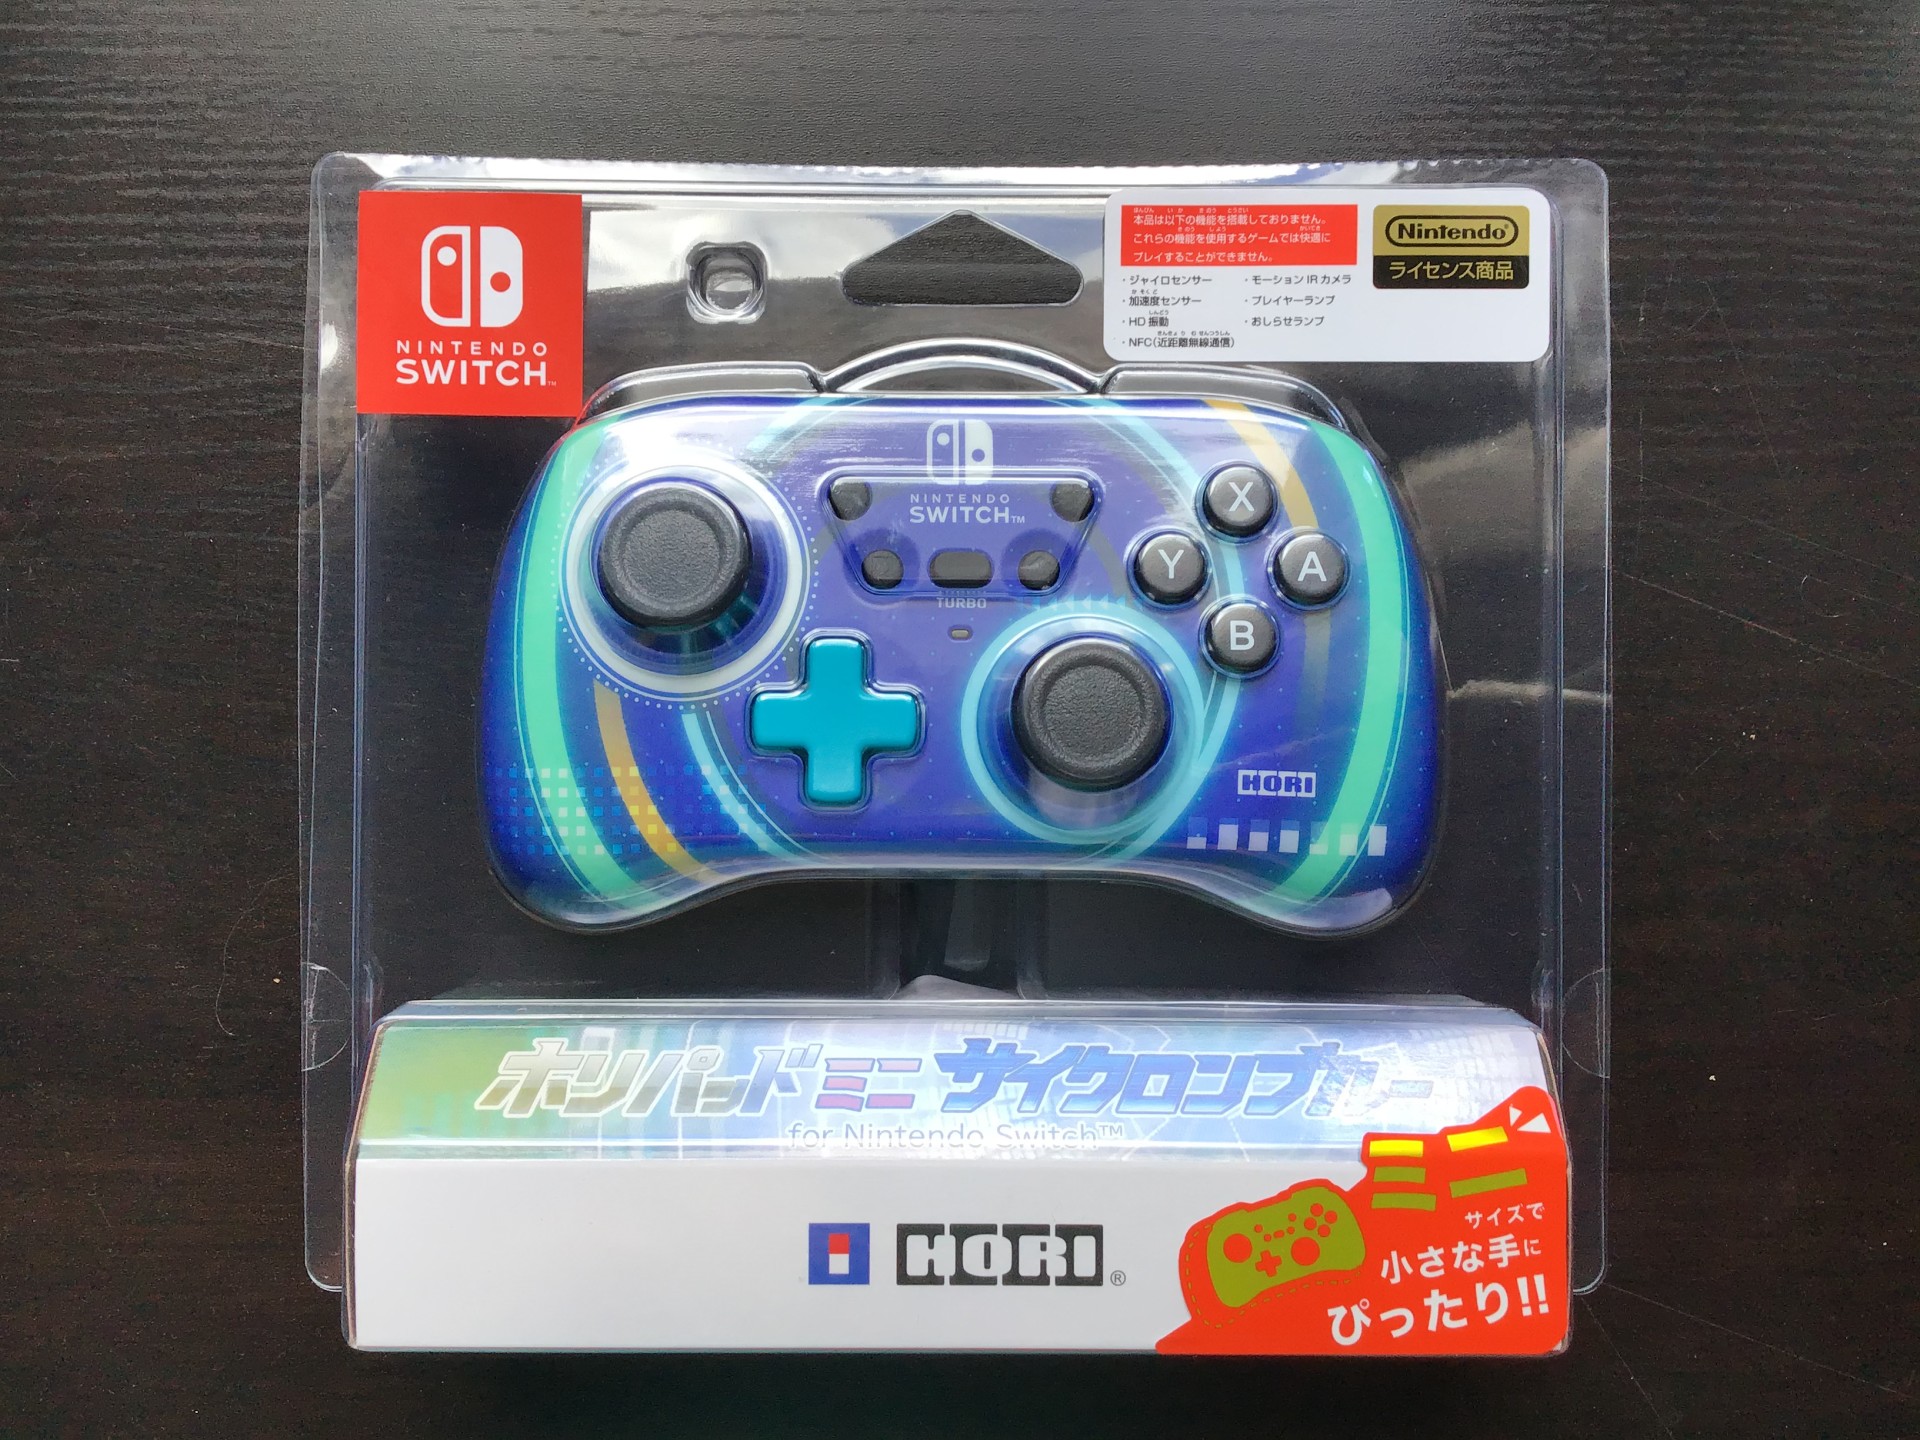 NINTENDO
SWITCH™
本品は以下の機能を搭載しておりません。
これらの機能を使用するゲームでは快適に
プレイすることができません。
・ジャイロセンサー
・加速度センサー
・HD 振動
・NFC(近距離無線通信)
・モーション IR カメラ
・プレイヤーランプ
・おしらせランプ
Nintendo®
ライセンス商品
NINTENDO
SWITCH™
TURBO
X
Y
A
B
HORI
ホリパッド ミニ サイクロンブルー
for Nintendo Switch™
HORI®
ミニ
サイズで
小さな手に
ぴったり!!